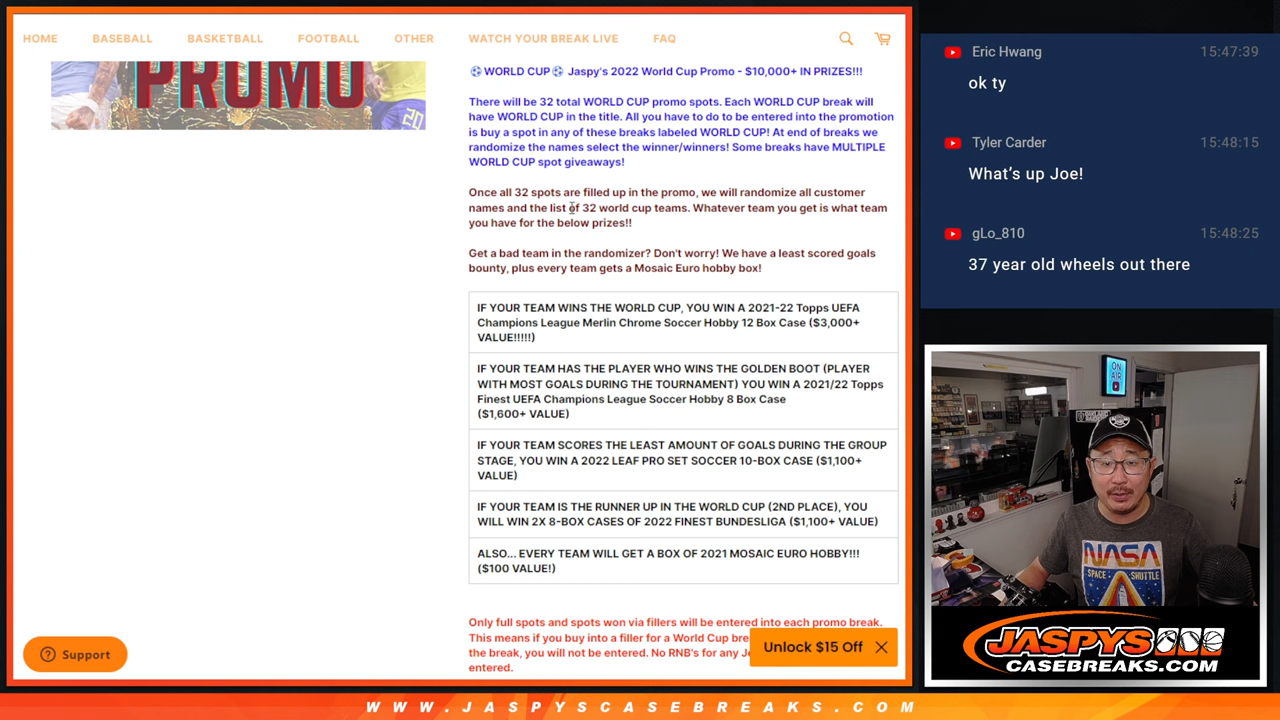 HOME BASEBALL BASKETBALL FOOTBALL OTHER WATCH YOUR BREAK LIVE FAQ
PROMO
20
⚽WORLD CUP⚽ Jaspy's 2022 World Cup Promo - $10,000+ IN PRIZES!!!
There will be 32 total WORLD CUP promo spots. Each WORLD CUP break will
have WORLD CUP in the title. All you have to do to be entered into the promotion
is buy a spot in any of these breaks labeled WORLD CUP! At end of breaks we
randomize the names select the winner/winners! Some breaks have MULTIPLE
WORLD CUP spot giveaways!
Once all 32 spots are filled up in the promo, we will randomize all customer
names and the list of 32 world cup teams. Whatever team you get is what team
you have for the below prizes!!
Get a bad team in the randomizer? Don't worry! We have a least scored goals
bounty, plus every team gets a Mosaic Euro hobby box!
IF YOUR TEAM WINS THE WORLD CUP, YOU WIN A 2021-22 Topps UEFA
Champions League Merlin Chrome Soccer Hobby 12 Box Case ($3,000+
VALUE!!!!!)
IF YOUR TEAM HAS THE PLAYER WHO WINS THE GOLDEN BOOT (PLAYER
WITH MOST GOALS DURING THE TOURNAMENT) YOU WIN A 2021/22 Topps
Finest UEFA Champions League Soccer Hobby 8 Box Case
($1,600+ VALUE)
IF YOUR TEAM SCORES THE LEAST AMOUNT OF GOALS DURING THE GROUP
STAGE, YOU WIN A 2022 LEAF PRO SET SOCCER 10-BOX CASE ($1,100+
VALUE)
IF YOUR TEAM IS THE RUNNER UP IN THE WORLD CUP (2ND PLACE), YOU
WILL WIN 2X 8-BOX CASES OF 2022 FINEST BUNDESLIGA ($1,100+ VALUE)
ALSO... EVERY TEAM WILL GET A BOX OF 2021 MOSAIC EURO HOBBY!!!
($100 VALUE!)
Only full spots and spots won via fillers will be entered into each promo break.
This means if you buy into a filler for a World Cup
the break, you will not be entered. No RNB's for any
entered.
Support
Unlock $15 Off
Eric Hwang 15:47:39
ok ty
Tyler Carder 15:48:15
What's up Joe!
gLo_810 15:48:25
37 year old wheels out there
ON
AIR
NASA
SPACE SHUTTLE
JASPYS
CASEBREAKS.COM
WWW.JASPYSCASEBREAKS.COM